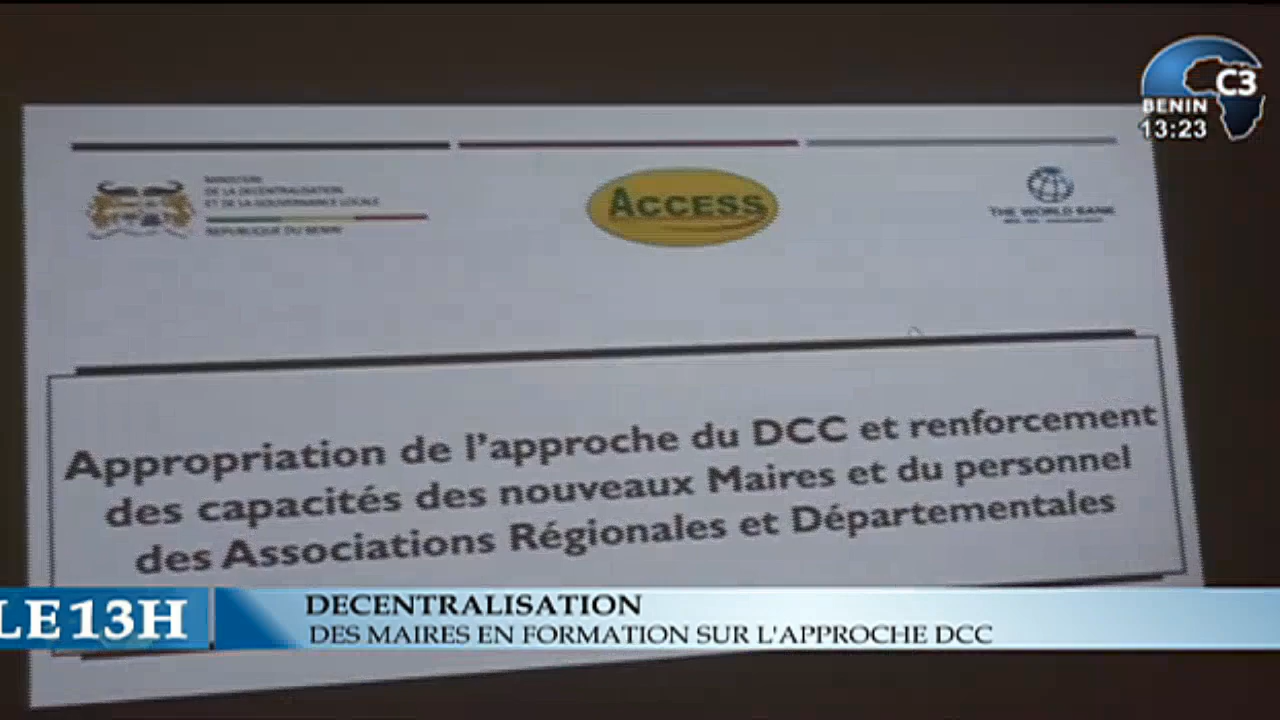 C3
BENIN
13:23
MINISTERE
DE LA DECENTRALISATION
ET DE LA GOUVERNANCE LOCALE
REPUBLIQUE DU BENIN
ACCESS
THE WORLD BANK
Appropriation de l'approche du DCC et renforcement
des capacités des nouveaux Maires et du personnel
des Associations Régionales et Départementales
LE 13H
DECENTRALISATION
DES MAIRES EN FORMATION SUR L'APPROCHE DCC